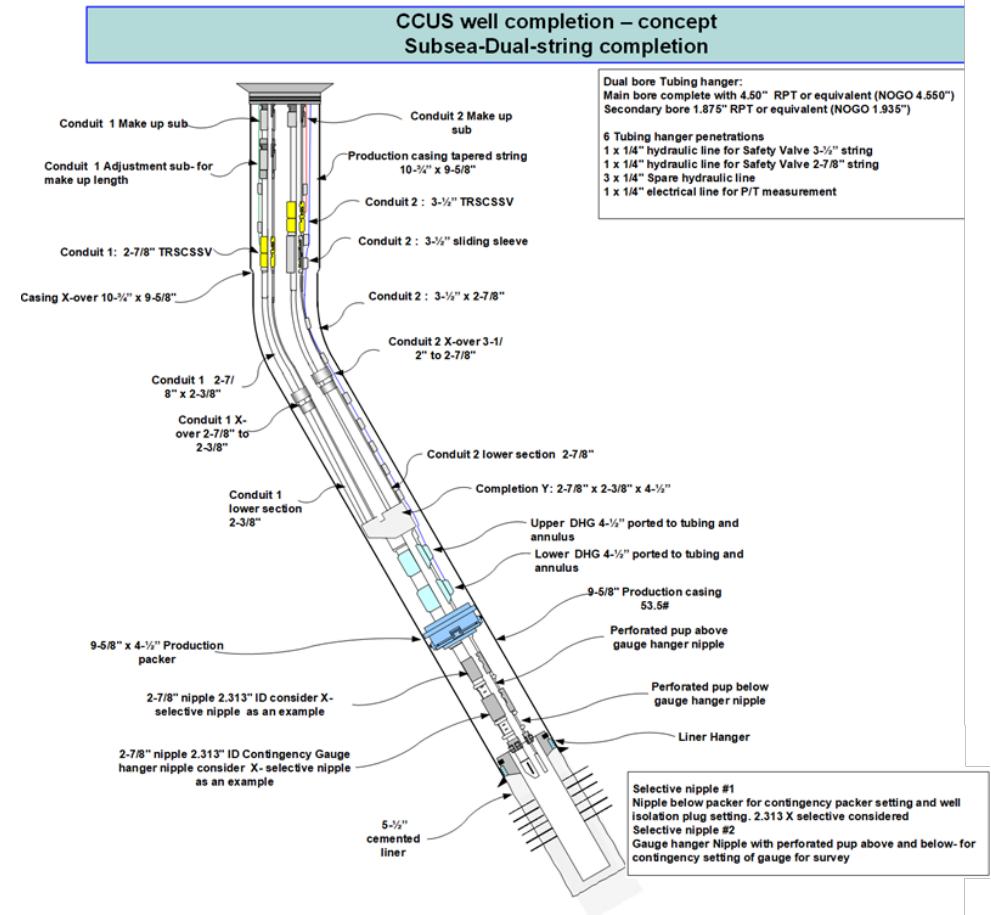 CCUS well completion – concept
Subsea-Dual-string completion
Dual bore Tubing hanger:
Main bore complete with 4.50" RPT or equivalent (NOGO 4.550")
Secondary bore 1.875" RPT or equivalent (NOGO 1.935")
6 Tubing hanger penetrations
1 x 1/4" hydraulic line for Safety Valve 3-½" string
1 x 1/4" hydraulic line for Safety Valve 2-7/8" string
3 x 1/4" Spare hydraulic line
1 x 1/4" electrical line for P/T measurement
Conduit 1 Make up sub
Conduit 2 Make up
sub
Conduit 1 Adjustment sub- for
make up length
Production casing tapered string
10-¾" x 9-5/8"
Conduit 2 : 3-½" TRSCSSV
Conduit 1: 2-7/8" TRSCSSV
Conduit 2 : 3-½" sliding sleeve
Casing X-over 10-¾" x 9-5/8"
Conduit 2 : 3-½" x 2-7/8"
Conduit 2 X-over 3-1/
2" to 2-7/8"
Conduit 1 2-7/
8" x 2-3/8"
Conduit 1 X-
over 2-7/8" to
2-3/8"
Conduit 2 lower section 2-7/8"
Completion Y: 2-7/8" x 2-3/8" x 4-½"
Conduit 1
lower section
2-3/8"
Upper DHG 4-½" ported to tubing and
annulus
Lower DHG 4-½" ported to tubing and
annulus
9-5/8" Production casing
53.5#
9-5/8" x 4-½" Production
packer
Perforated pup above
gauge hanger nipple
2-7/8" nipple 2.313" ID consider X-
selective nipple as an example
Perforated pup below
gauge hanger nipple
Liner Hanger
2-7/8" nipple 2.313" ID Contingency Gauge
hanger nipple consider X- selective nipple
as an example
5-½"
cemented
liner
Selective nipple #1
Nipple below packer for contingency packer setting and well
isolation plug setting. 2.313 X selective considered
Selective nipple #2
Gauge hanger Nipple with perforated pup above and below- for
contingency setting of gauge for survey